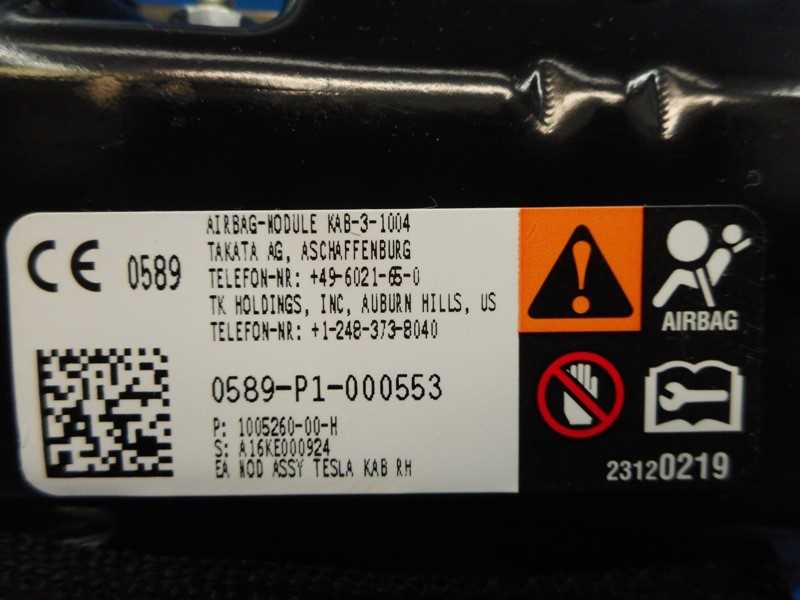 CE 0589
AIRBAG-MODULE KAB-3-1004
TAKATA AG, ASCHAFFENBURG
TELEFON-NR: +49-6021-65-0
TK HOLDINGS, INC, AUBURN HILLS, US
TELEFON-NR: +1-248-373-8040
0589-P1-000553
P: 1005260-00-H
S: A16KE000924
EA MOD ASSY TESLA KAB RH
AIRBAG
23120219